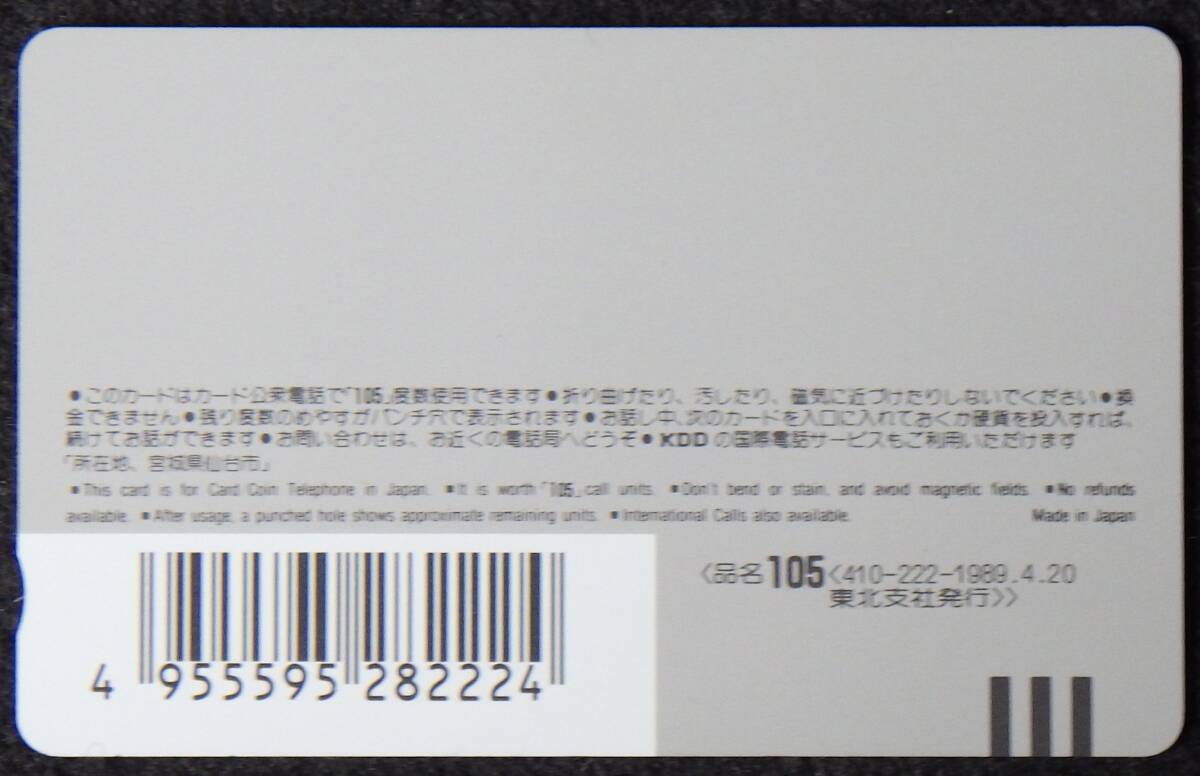 ●このカードはカード公衆電話で「105」度数使用できます●折り曲げたり、汚したり、磁気に近づけたりしないでください●換
金できません●残り度数のめやすがパンチ穴で表示されます●お話し中、次のカードを入口に入れておくか硬貨を投入すれば、
続けてお話ができます●お問い合わせは、お近くの電話局へどうぞ●KDDの国際電話サービスもご利用いただけます
「所在地、宮城県仙台市」
●This card is for Card Coin Telephone in Japan. ●It is worth「105」call units. ●Don't bend or stain, and avoid magnetic fields. ●No refunds
available. ●After usage, a punched hole shows approximate remaining units. ●International Calls also available. Made in Japan
〈品名105〈410-222-1989.4.20
東北支社発行〉〉
4 955595 282224